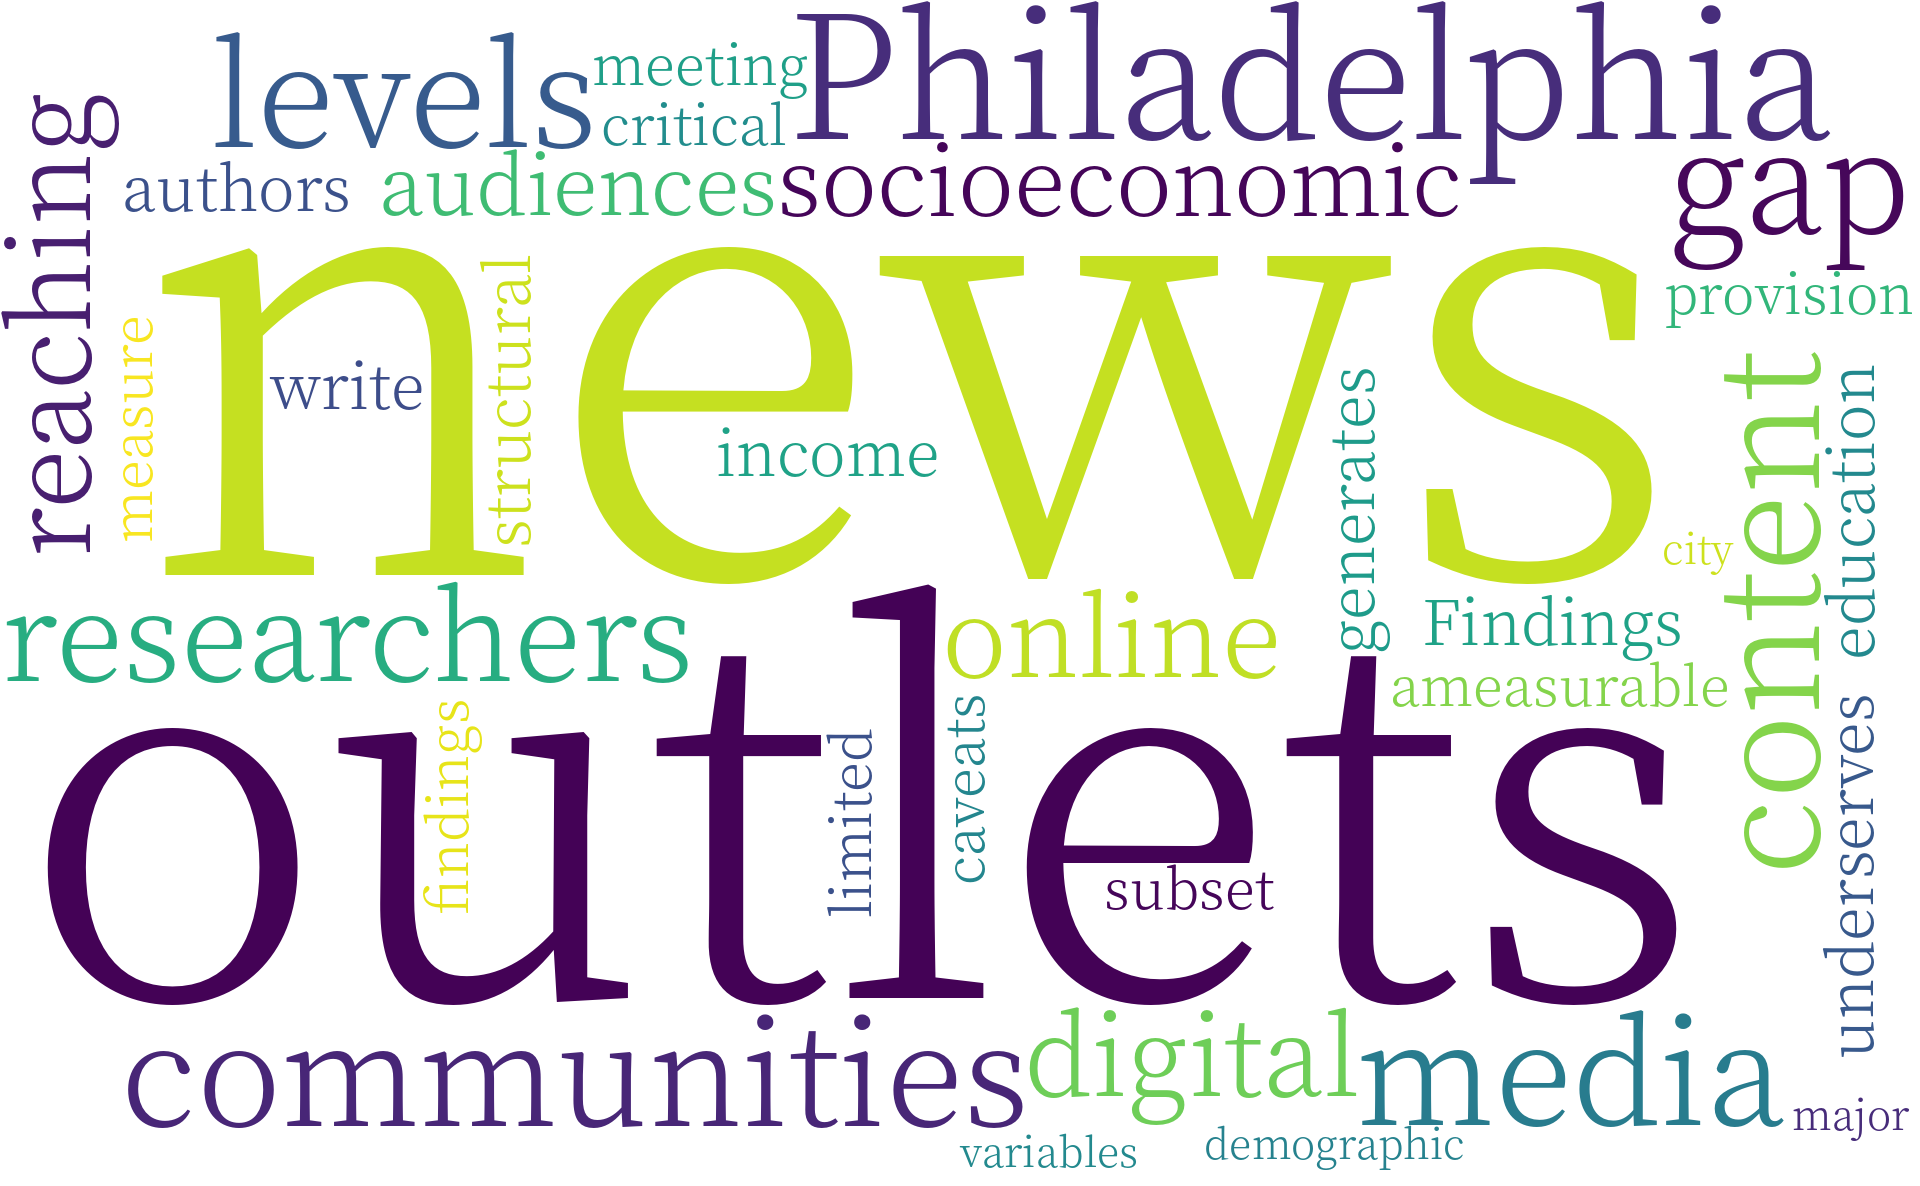 Philadelphia
levels
meeting
critical
reaching
authors
audiences
socioeconomic
gap
news
provision
measure
write
structural
income
generates
content
education
city
researchers
online
Findings
ameasurable
outlets
findings
limited
caveats
subset
underserves
communities
digital
media
major
variables
demographic